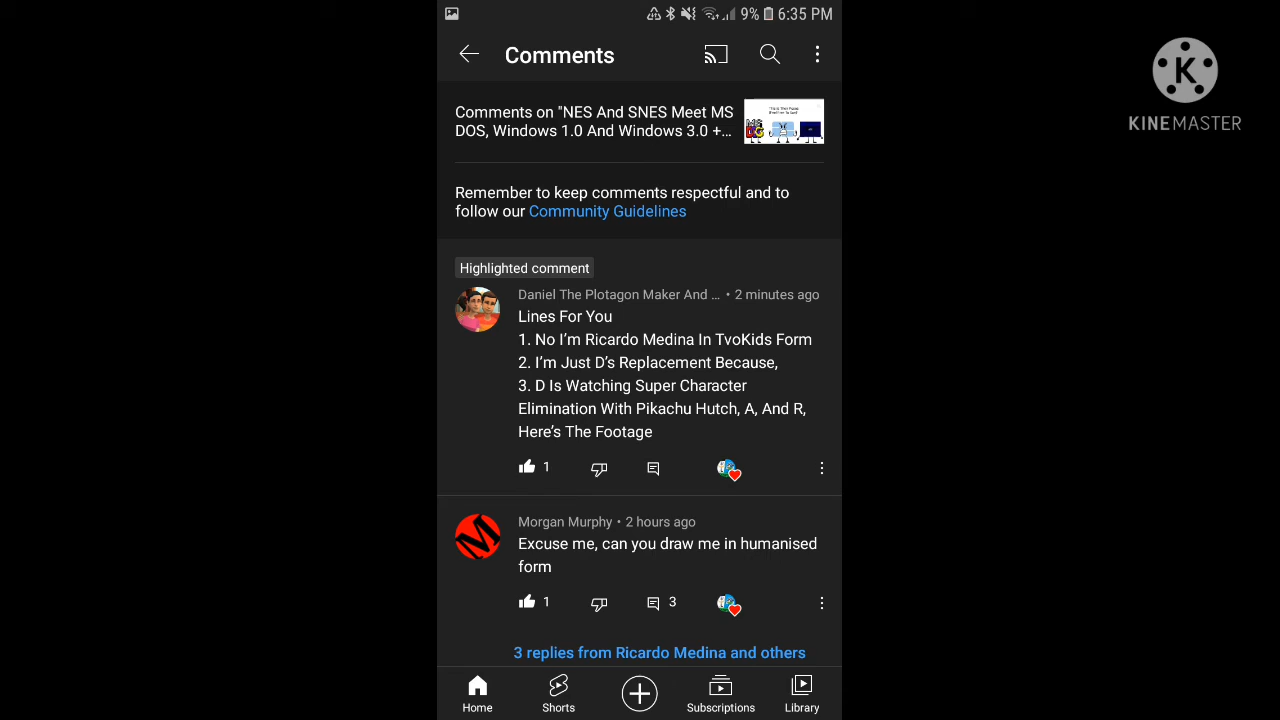 9% 6:35 PM
Comments
K
KINEMASTER
Comments on "NES And SNES Meet MS
DOS, Windows 1.0 And Windows 3.0 +...
Remember to keep comments respectful and to
follow our Community Guidelines
Highlighted comment
Daniel The Plotagon Maker And ... • 2 minutes ago
Lines For You
1. No I’m Ricardo Medina In TvoKids Form
2. I’m Just D’s Replacement Because,
3. D Is Watching Super Character
Elimination With Pikachu Hutch, A, And R,
Here’s The Footage
1
M
Morgan Murphy • 2 hours ago
Excuse me, can you draw me in humanised
form
1 3
3 replies from Ricardo Medina and others
Home Shorts Subscriptions Library